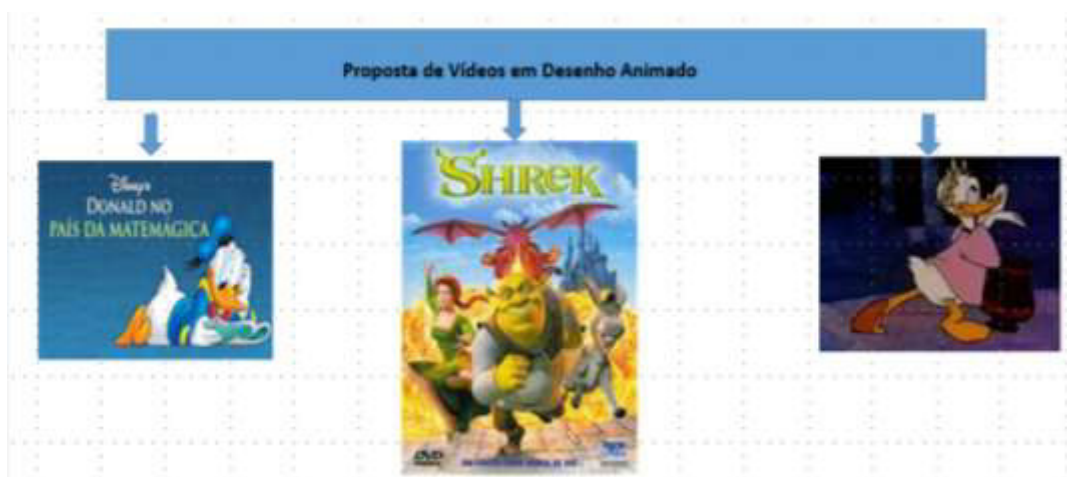 Proposta de Vídeos em Desenho Animado
Disney's
DONALD NO
PAÍS DA MATEMÁGICA
SHREK
DVD